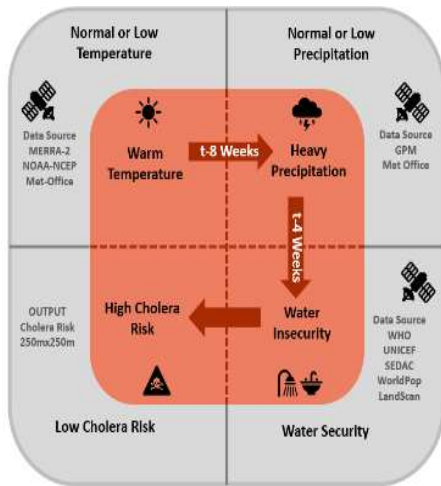 Normal or Low
Temperature
Normal or Low
Precipitation
Data Source
MERRA-2
NOAA-NCEP
Met-Office
Warm
Temperature
t-8 Weeks
Heavy
Precipitation
Data Source
GPM
Met Office
t-4 Weeks
OUTPUT
Cholera Risk
250mx250m
High Cholera
Risk
Water
Insecurity
Data Source
WHO
UNICEF
SEDAC
WorldPop
LandScan
Low Cholera Risk
Water Security